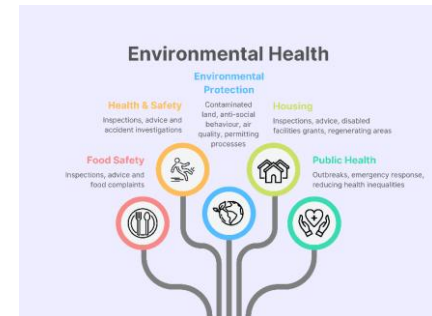 Environmental Health
Environmental
Protection
Contaminated
land, anti-social
behaviour, air
quality, permitting
processes
Health & Safety
Inspections, advice and
accident investigations
Housing
Inspections, advice, disabled
facilities grants, regenerating areas
Food Safety
Inspections, advice and
food complaints
Public Health
Outbreaks, emergency response,
reducing health inequalities